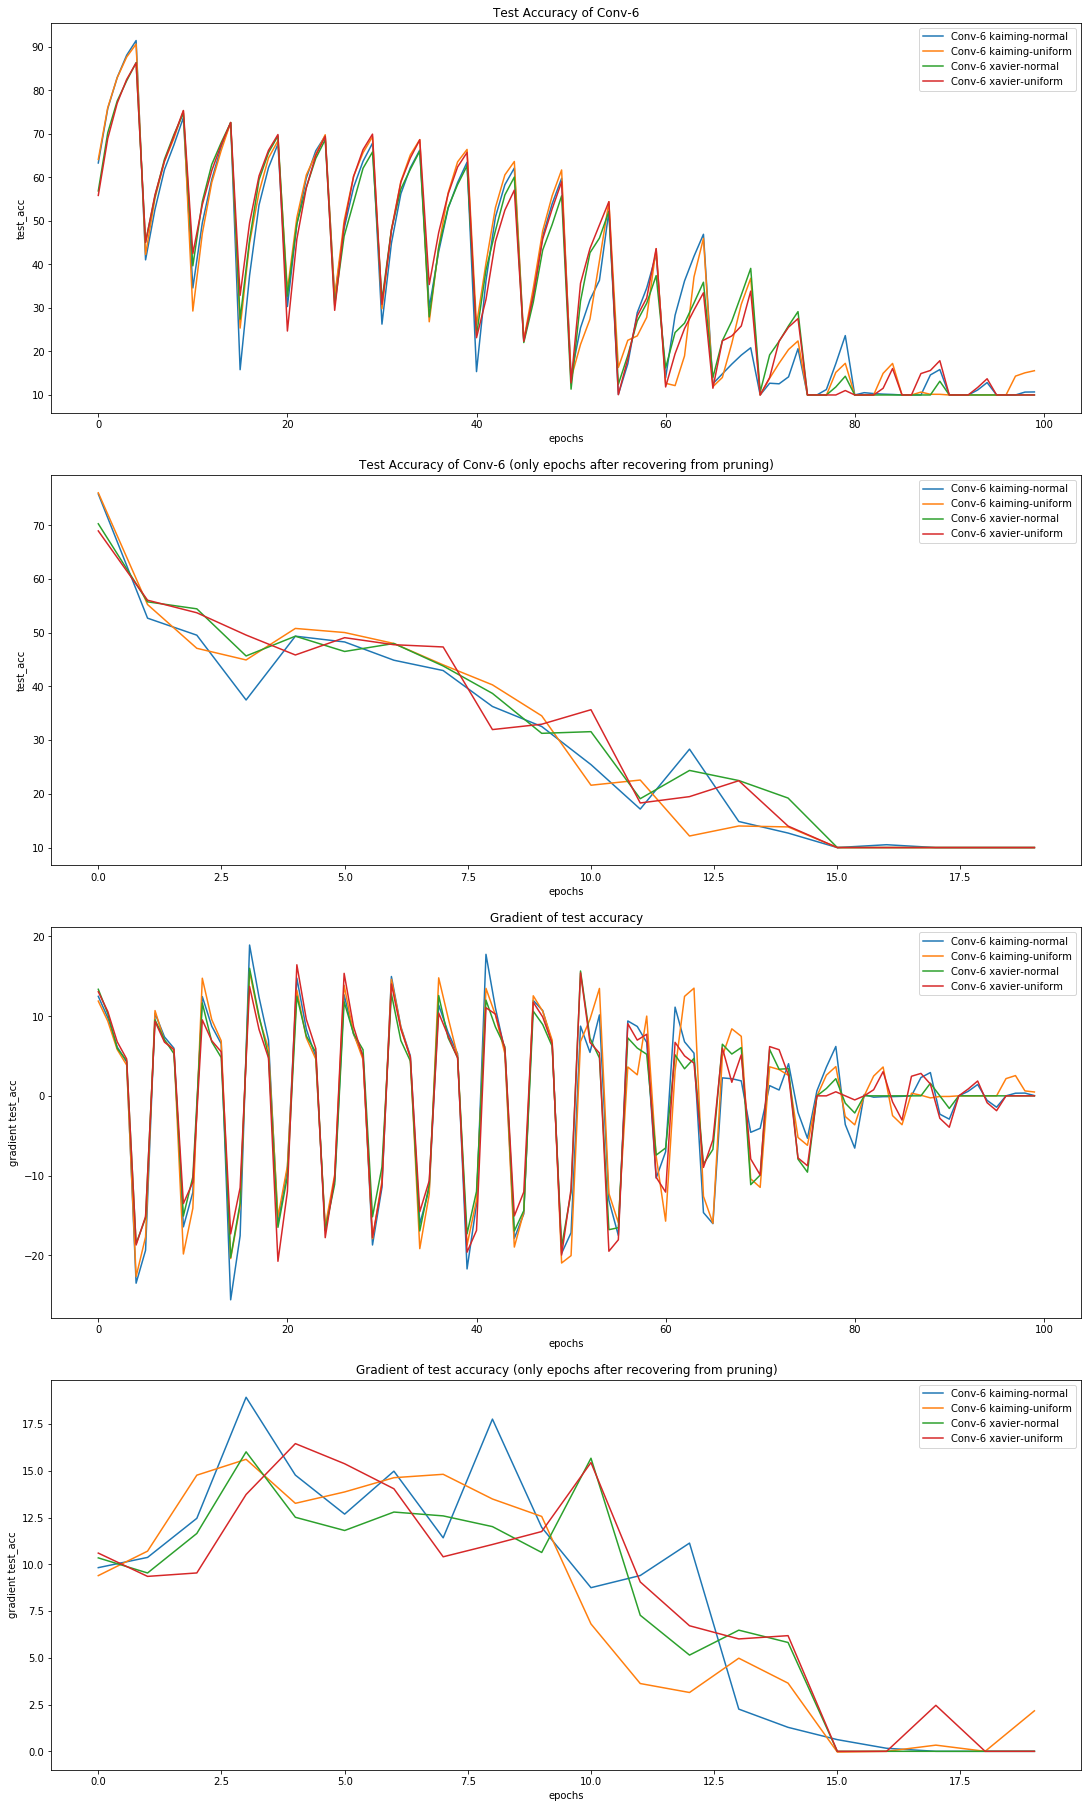 Test Accuracy of Conv-6
Conv-6 kaiming-normal
Conv-6 kaiming-uniform
Conv-6 xavier-normal
Conv-6 xavier-uniform
90
80
70
60
50
40
30
20
10
test_acc
0 20 40 60 80 100
epochs
Test Accuracy of Conv-6 (only epochs after recovering from pruning)
Conv-6 kaiming-normal
Conv-6 kaiming-uniform
Conv-6 xavier-normal
Conv-6 xavier-uniform
70
60
50
40
30
20
10
test_acc
0.0 2.5 5.0 7.5 10.0 12.5 15.0 17.5
epochs
Gradient of test accuracy
Conv-6 kaiming-normal
Conv-6 kaiming-uniform
Conv-6 xavier-normal
Conv-6 xavier-uniform
20
10
0
−10
−20
gradient test_acc
0 20 40 60 80 100
epochs
Gradient of test accuracy (only epochs after recovering from pruning)
Conv-6 kaiming-normal
Conv-6 kaiming-uniform
Conv-6 xavier-normal
Conv-6 xavier-uniform
17.5
15.0
12.5
10.0
7.5
5.0
2.5
0.0
gradient test_acc
0.0 2.5 5.0 7.5 10.0 12.5 15.0 17.5
epochs